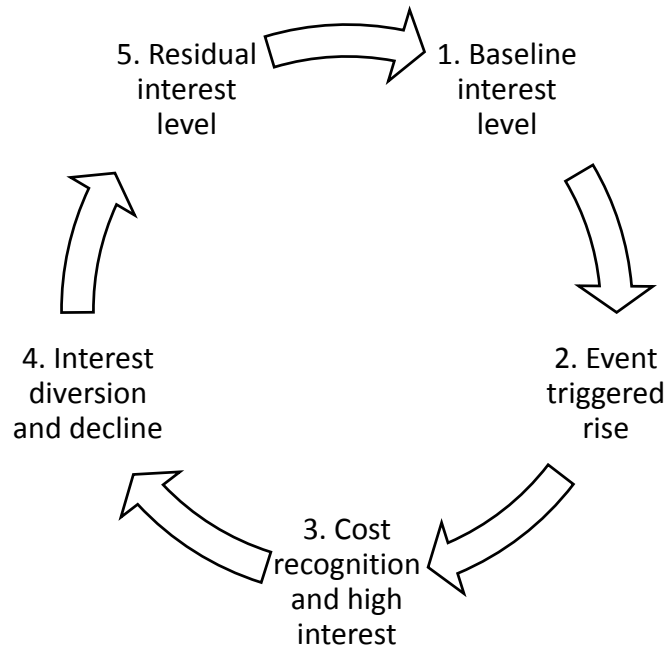 1. Baseline
interest
level
2. Event
triggered
rise
3. Cost
recognition
and high
interest
4. Interest
diversion
and decline
5. Residual
interest
level